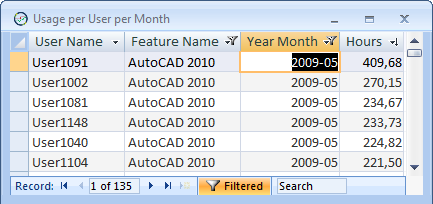 Usage per User per Month
User Name Feature Name Year Month Hours
User1091 AutoCAD 2010 2009-05 409,68
User1002 AutoCAD 2010 2009-05 270,15
User1081 AutoCAD 2010 2009-05 234,67
User1148 AutoCAD 2010 2009-05 233,73
User1040 AutoCAD 2010 2009-05 224,82
User1104 AutoCAD 2010 2009-05 221,50
Record: 1 of 135 Filtered Search